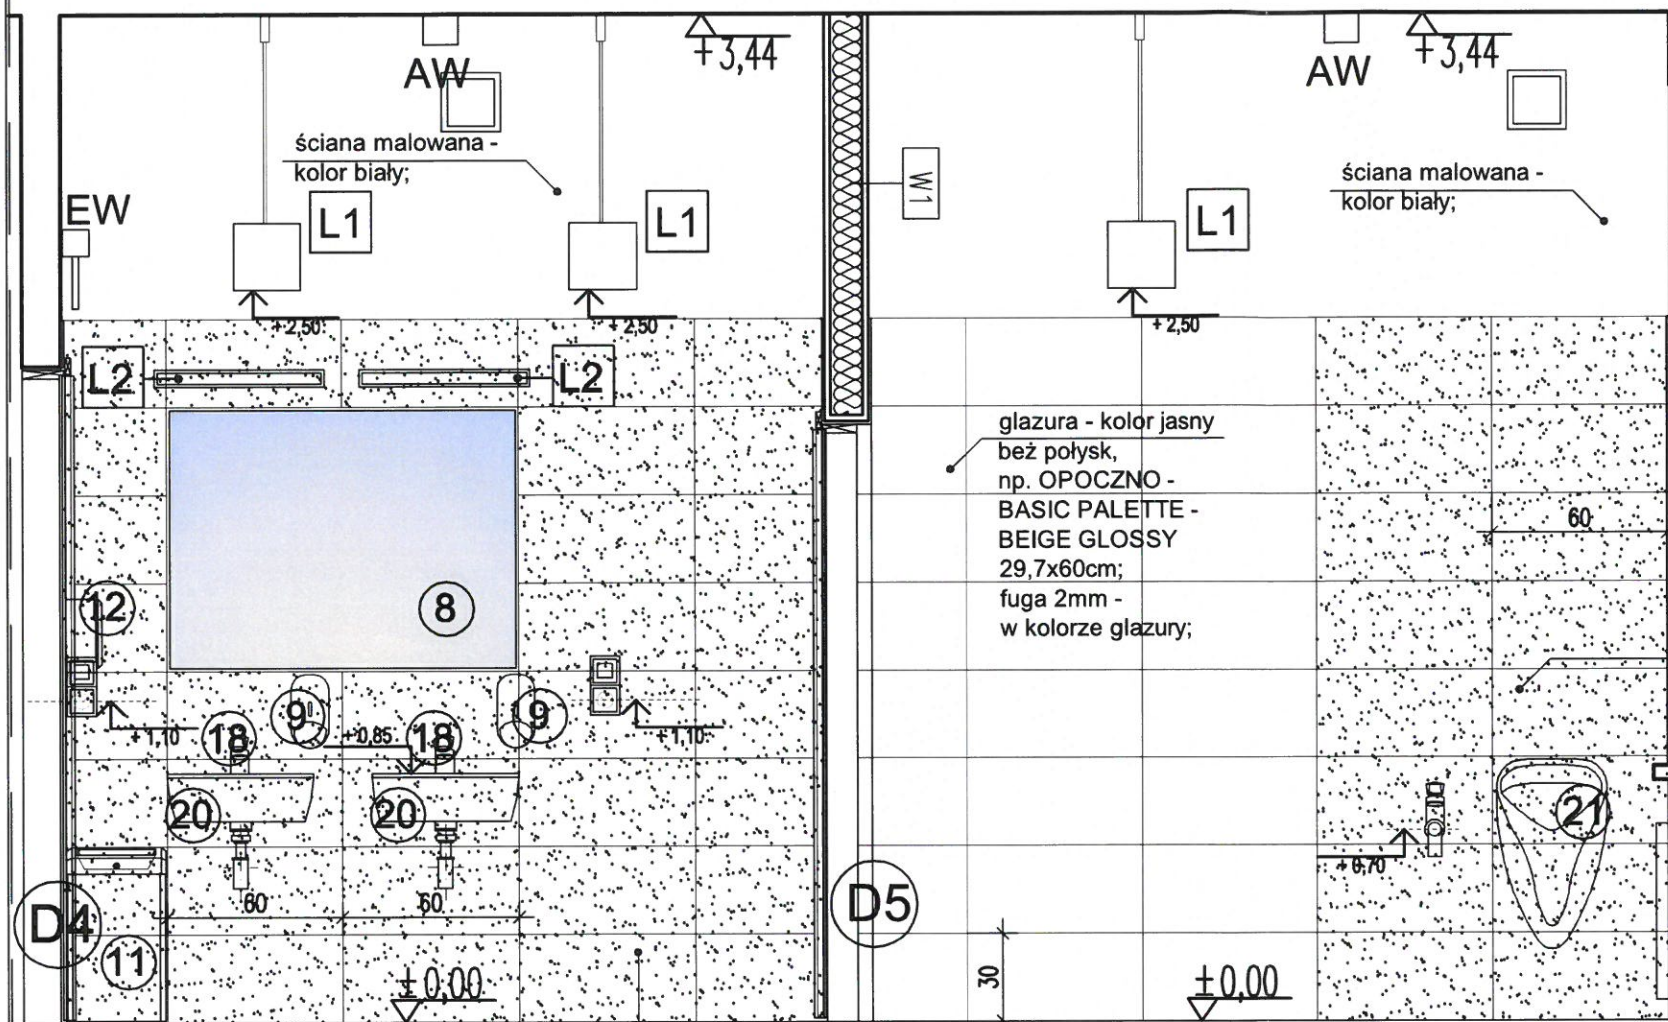 +3,44
+3,44
AW
AW
ściana malowana -
kolor biały;
ściana malowana -
kolor biały;
W1
EW
L1
L1
L1
+2,50
+2,50
+2,50
L2
L2
glazura - kolor jasny
beż połysk,
np. OPOCZNO -
BASIC PALETTE -
BEIGE GLOSSY
29,7x60cm;
fuga 2mm -
w kolorze glazury;
60
12
8
9
9
+1,10
18
+0,85
18
+1,10
20
20
21
+0,70
D4
60
60
D5
11
30
±0,00
±0,00